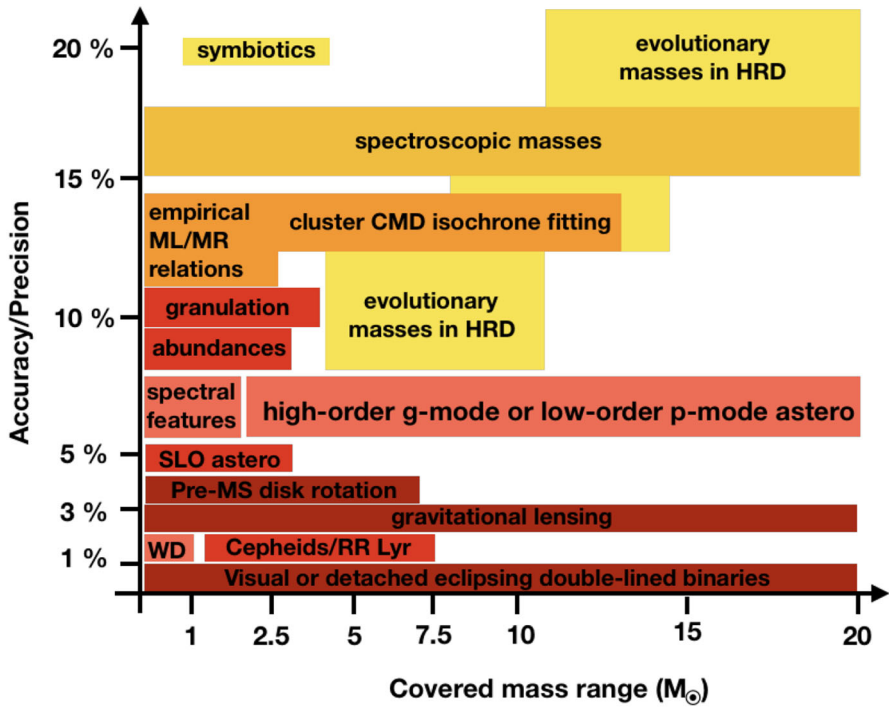 20 %
symbiotics
evolutionary
masses in HRD
spectroscopic masses
15 %
empirical
ML/MR
relations
cluster CMD isochrone fitting
granulation
10 %
evolutionary
masses in HRD
abundances
spectral
features
high-order g-mode or low-order p-mode astero
5 %
SLO astero
Pre-MS disk rotation
3 %
gravitational lensing
1 %
WD
Cepheids/RR Lyr
Visual or detached eclipsing double-lined binaries
Accuracy/Precision
1
2.5
5
7.5
10
15
20
Covered mass range (M☉)